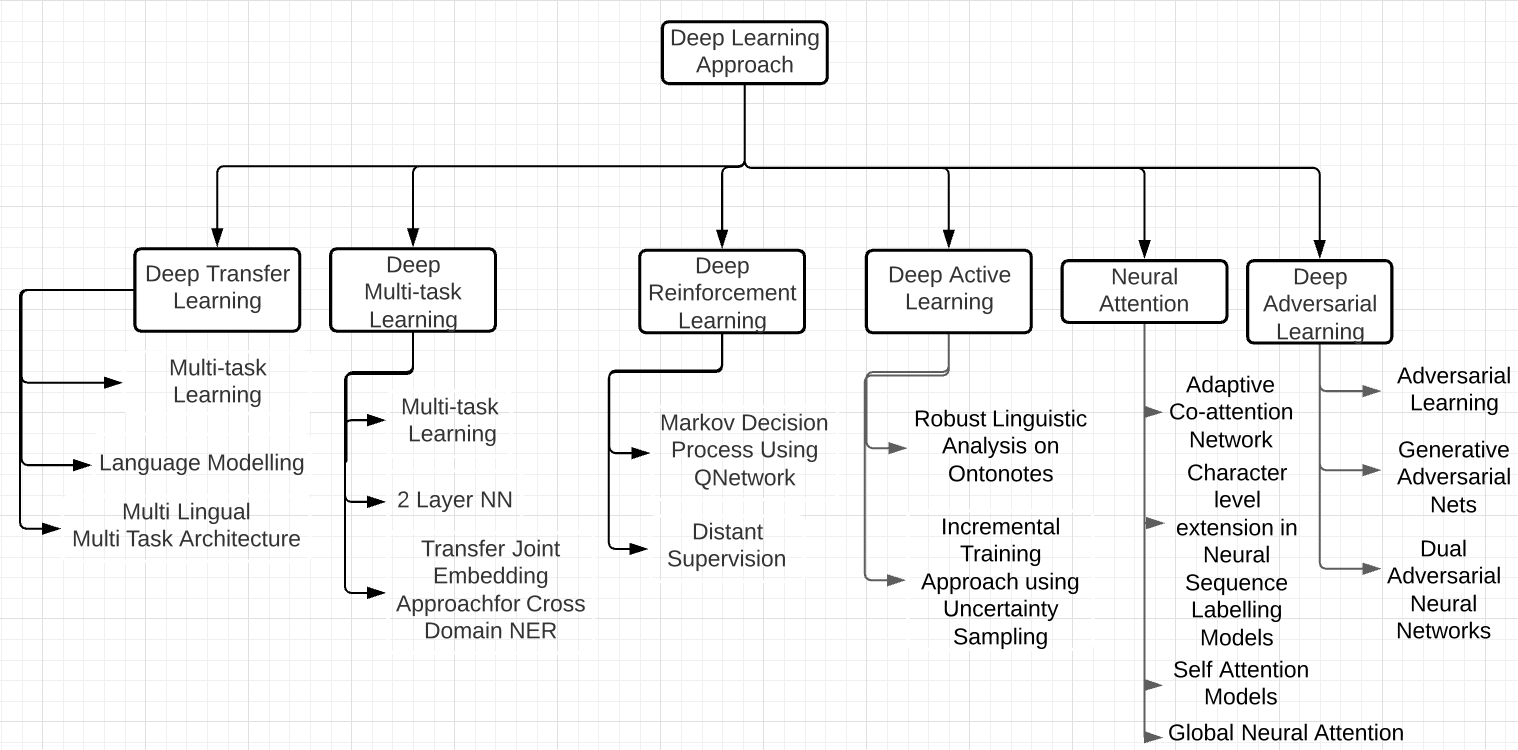 Deep Learning
Approach
Deep Transfer
Learning
Multi-task
Learning
Language Modelling
Multi Lingual
Multi Task Architecture
Deep
Multi-task
Learning
Multi-task
Learning
2 Layer NN
Transfer Joint
Embedding
Approachfor Cross
Domain NER
Deep
Reinforcement
Learning
Markov Decision
Process Using
QNetwork
Distant
Supervision
Deep Active
Learning
Robust Linguistic
Analysis on
Ontonotes
Incremental
Training
Approach using
Uncertainty
Sampling
Neural
Attention
Adaptive
Co-attention
Network
Character
level
extension in
Neural
Sequence
Labelling
Models
Self Attention
Models
Global Neural Attention
Deep
Adversarial
Learning
Adversarial
Learning
Generative
Adversarial
Nets
Dual
Adversarial
Neural
Networks